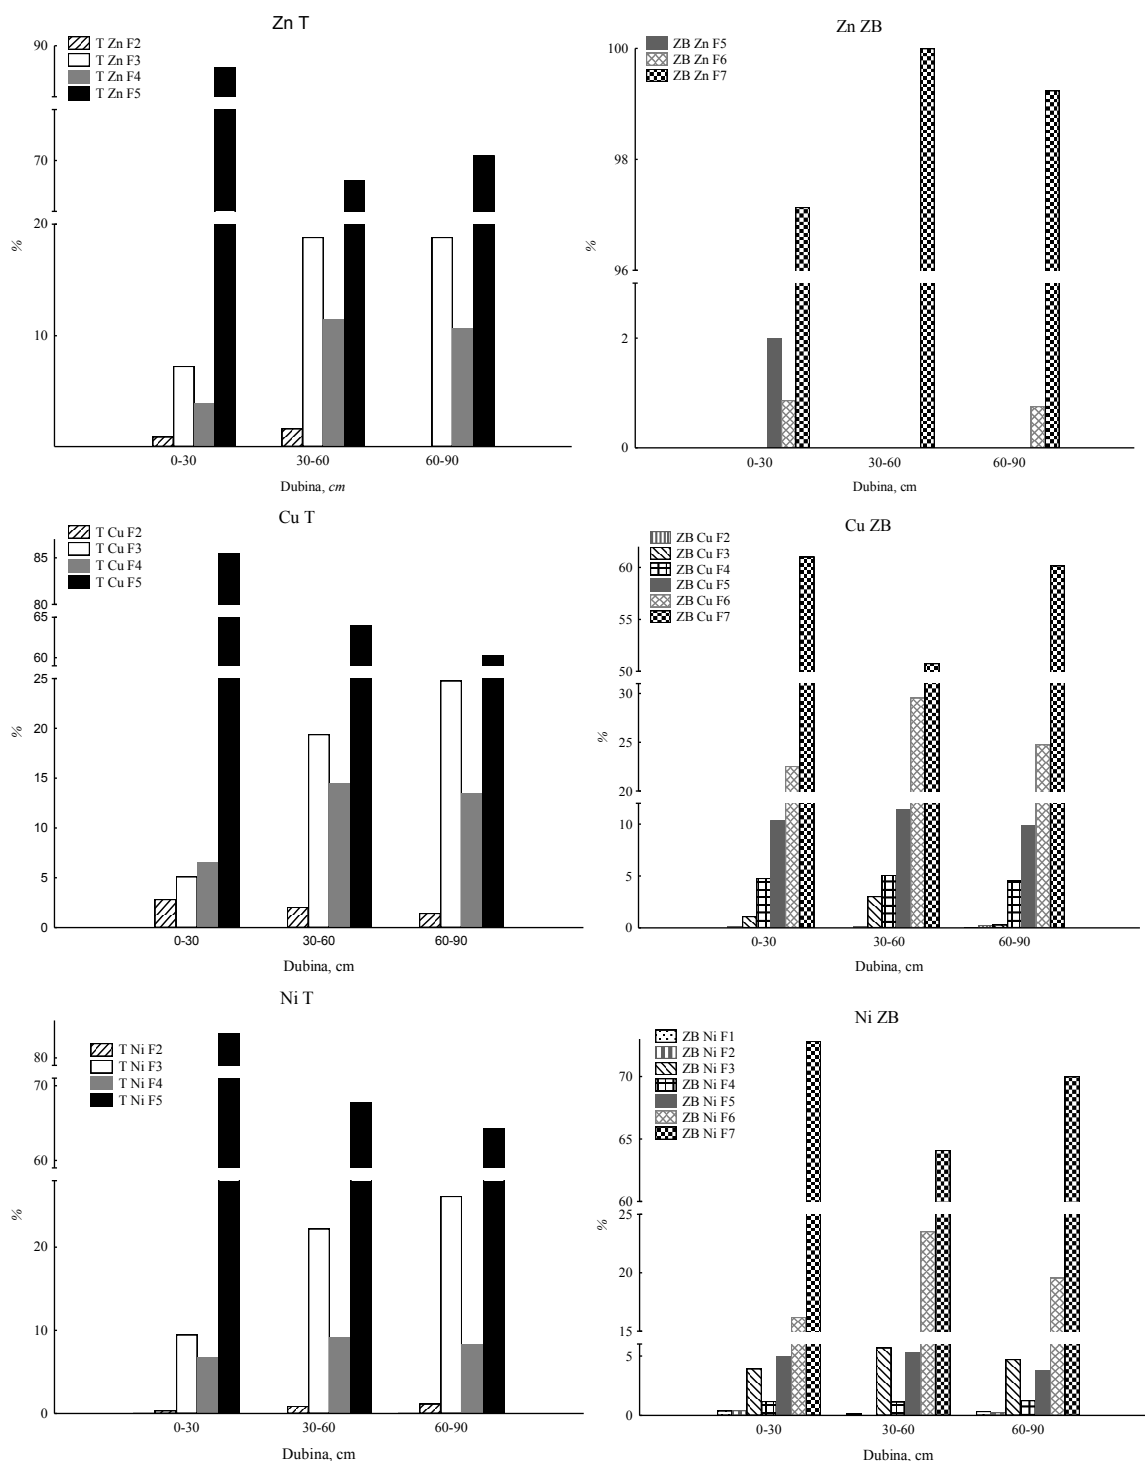 Zn T
T Zn F2
T Zn F3
T Zn F4
T Zn F5
90
70
20
10
%
0-30 30-60 60-90
Dubina, cm
Zn ZB
ZB Zn F5
ZB Zn F6
ZB Zn F7
100
98
96
2
0
%
0-30 30-60 60-90
Dubina, cm
Cu T
T Cu F2
T Cu F3
T Cu F4
T Cu F5
85
80
65
60
25
20
15
10
5
0
%
0-30 30-60 60-90
Dubina, cm
Cu ZB
ZB Cu F2
ZB Cu F3
ZB Cu F4
ZB Cu F5
ZB Cu F6
ZB Cu F7
60
55
50
30
25
20
10
5
0
%
0-30 30-60 60-90
Dubina, cm
Ni T
T Ni F2
T Ni F3
T Ni F4
T Ni F5
80
70
60
20
10
0
%
0-30 30-60 60-90
Dubina, cm
Ni ZB
ZB Ni F1
ZB Ni F2
ZB Ni F3
ZB Ni F4
ZB Ni F5
ZB Ni F6
ZB Ni F7
70
65
60
25
20
15
5
0
%
0-30 30-60 60-90
Dubina, cm